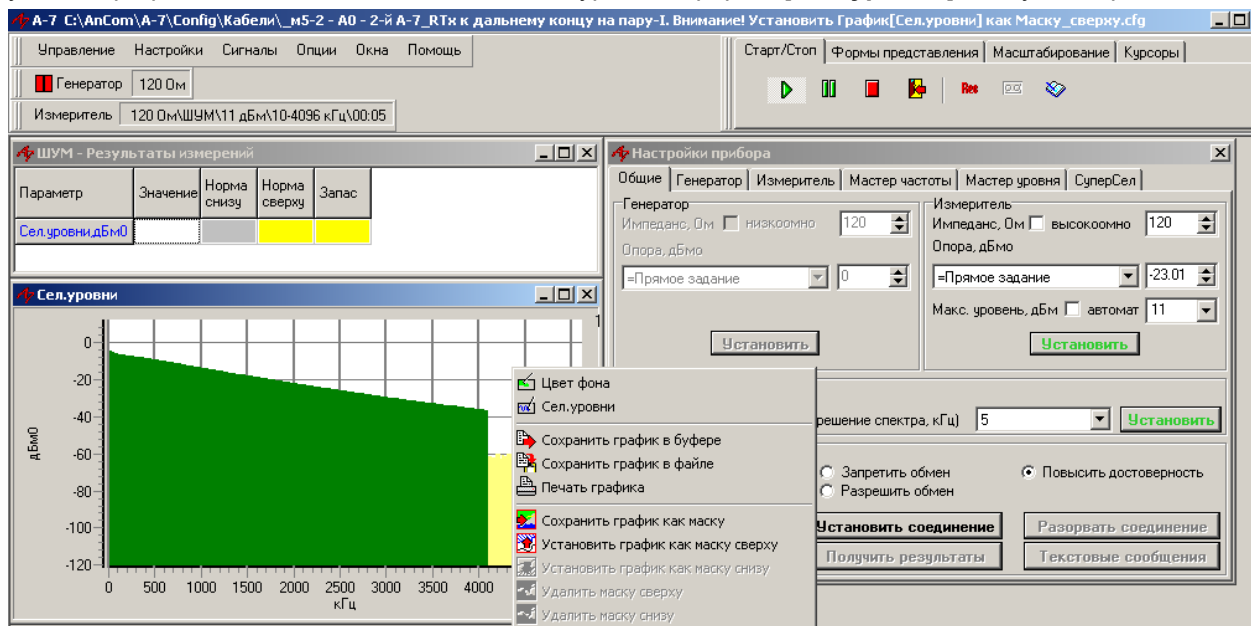 А-7 C:\AnCom\A-7\Config\Кабели\_м5-2 - А0 - 2-й А-7_RTx к дальнему концу на пару-I. Внимание! Установить График[Сел.уровни] как Маску_сверху.cfg
Управление Настройки Сигналы Опции Окна Помощь
Генератор 120 Ом
Измеритель 120 Ом\ШУМ\11 дБм\10-4096 кГц\00:05
Старт/Стоп Формы представления Масштабирование Курсоры
Res
ШУМ - Результаты измерений
Параметр Значение Норма снизу Норма сверху Запас
Сел.уровни,дБм0
Сел.уровни
1
0
-20
-40
-60
-80
-100
-120
дБм0
0 500 1000 1500 2000 2500 3000 3500 4000
кГц
Цвет фона
Сел.уровни
Сохранить график в буфере
Сохранить график в файле
Печать графика
Сохранить график как маску
Установить график как маску сверху
Установить график как маску снизу
Удалить маску сверху
Удалить маску снизу
Настройки прибора
Общие Генератор Измеритель Мастер частоты Мастер уровня СуперСел
Генератор
Импеданс, Ом низкоомно 120
Опора, дБмо
=Прямое задание 0
Установить
Измеритель
Импеданс, Ом высокоомно 120
Опора, дБмо
=Прямое задание -23.01
Макс. уровень, дБм автомат 11
Установить
решение спектра, кГц) 5 Установить
Запретить обмен Повысить достоверность
Разрешить обмен
Установить соединение Разорвать соединение
Получить результаты Текстовые сообщения